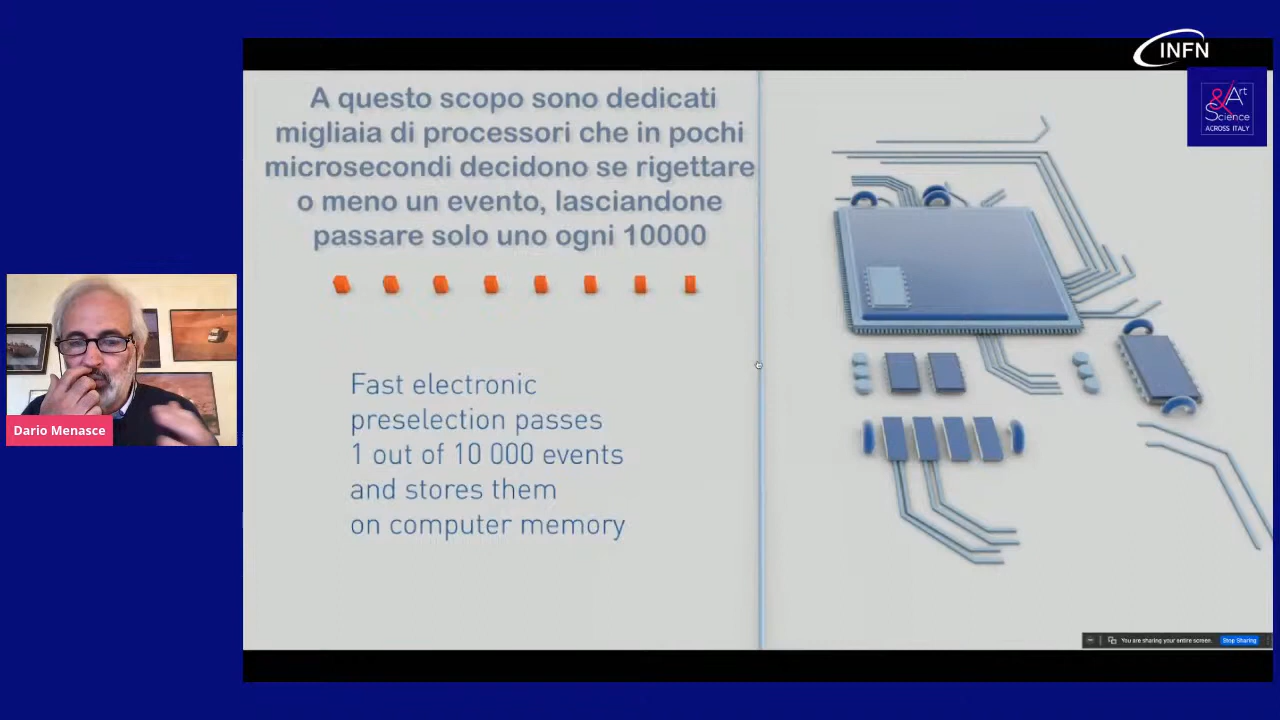 INFN
&Art
Science
ACROSS ITALY
A questo scopo sono dedicati
migliaia di processori che in pochi
microsecondi decidono se rigettare
o meno un evento, lasciandone
passare solo uno ogni 10000
Fast electronic
preselection passes
1 out of 10 000 events
and stores them
on computer memory
Dario Menasce
You are sharing your entire screen.
Stop Sharing